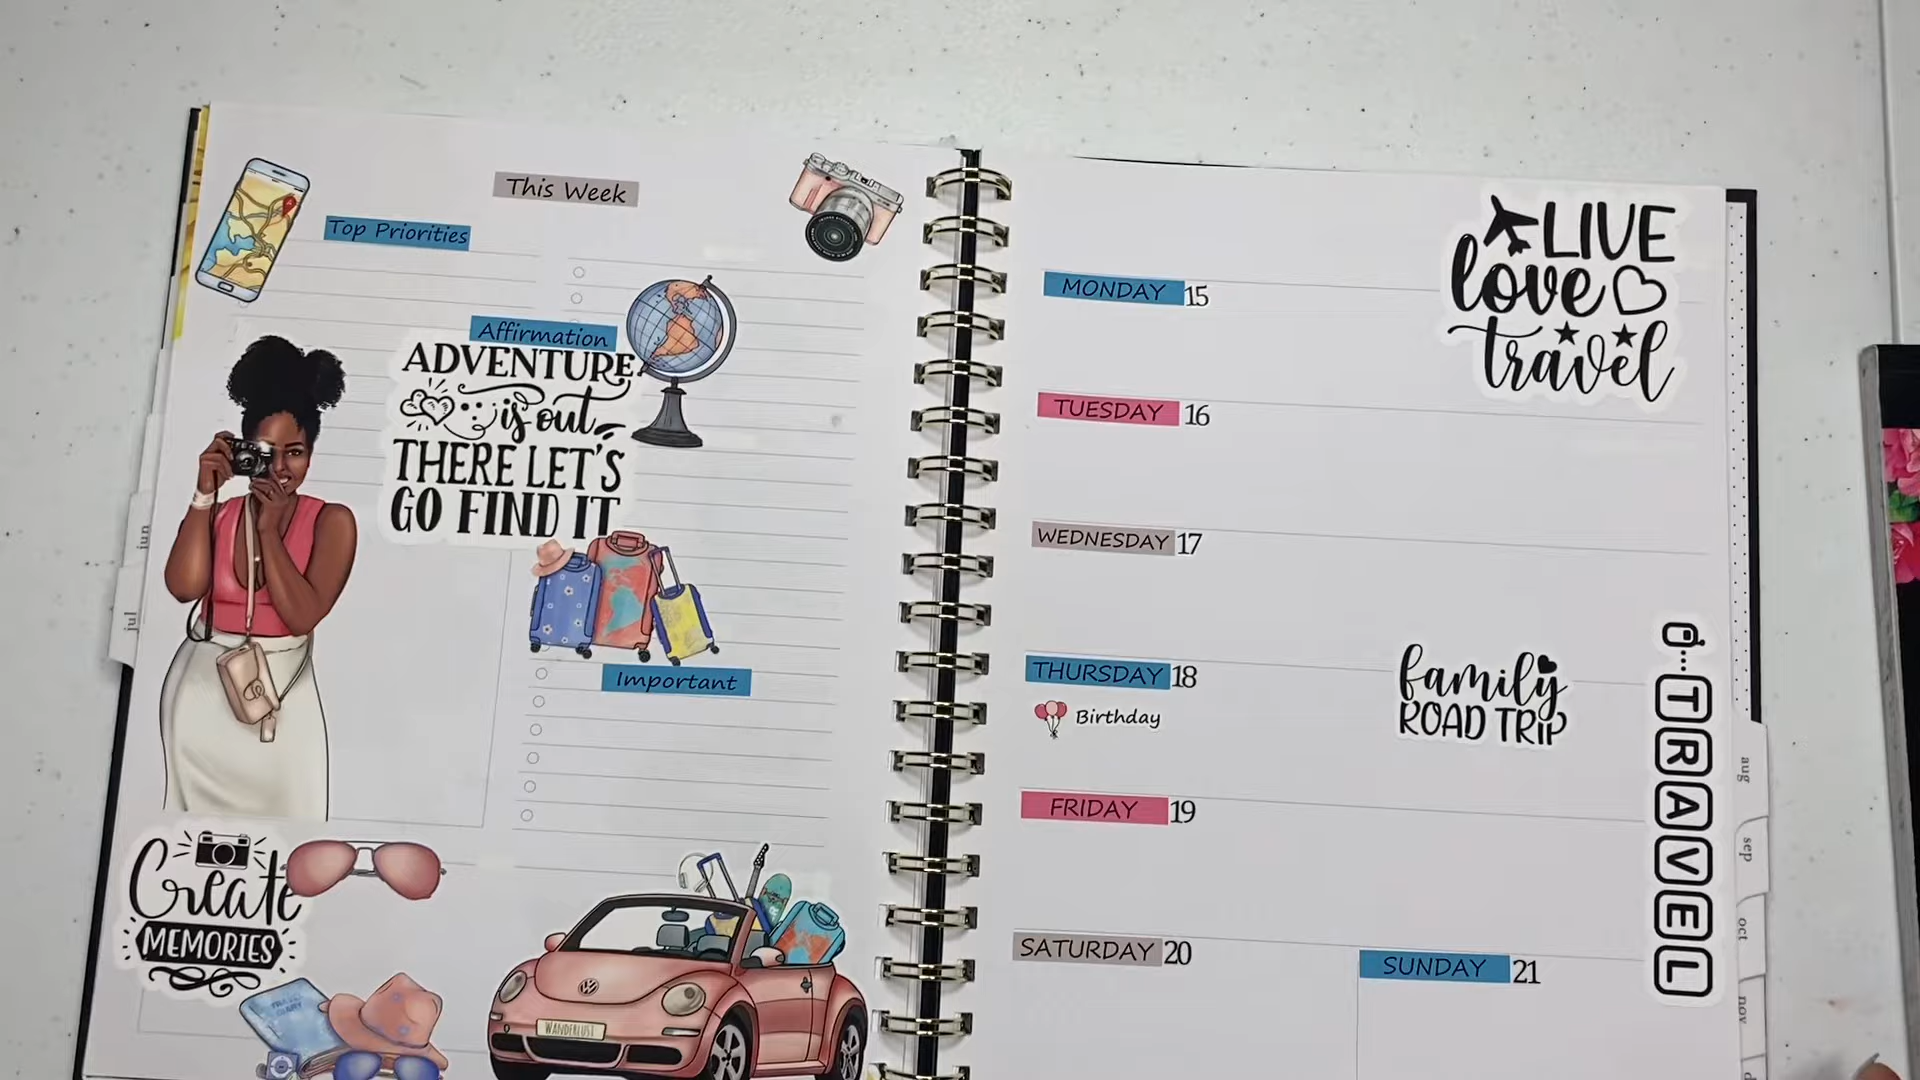 This Week
Top Priorities
Affirmation
ADVENTURE
is out
THERE LET'S
GO FIND IT
Important
Create
MEMORIES
TRAVEL
DIARY
WANDERLUST
jun
jul
LIVE
love
travel
MONDAY 15
TUESDAY 16
WEDNESDAY 17
THURSDAY 18
Birthday
family
ROAD TRIP
FRIDAY 19
SATURDAY 20
SUNDAY 21
TRAVEL
aug
sep
oct
nov